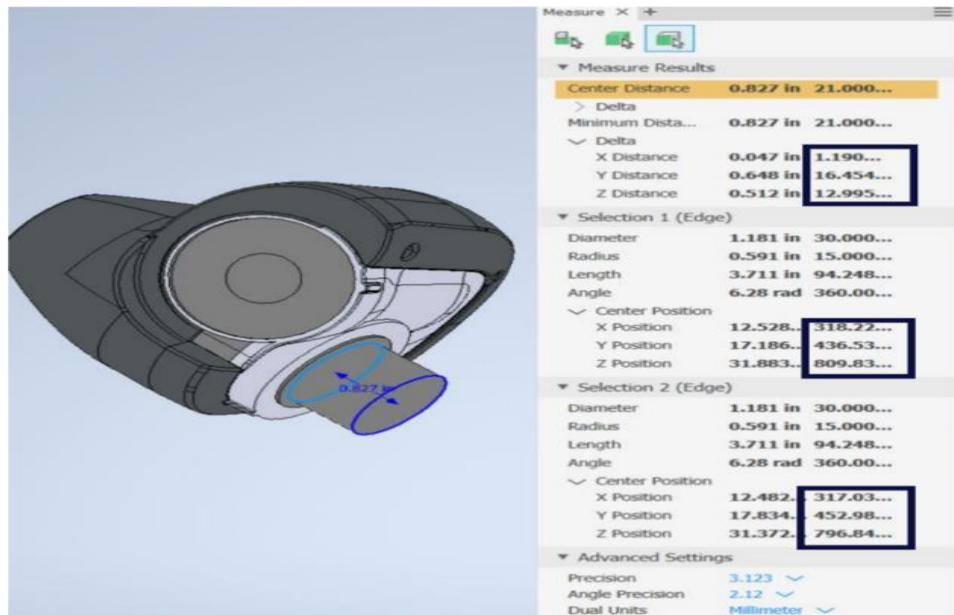 Measure × +
Measure Results
Center Distance 0.827 in 21.000...
> Delta
Minimum Dista... 0.827 in 21.000...
Delta
X Distance 0.047 in 1.190...
Y Distance 0.648 in 16.454...
Z Distance 0.512 in 12.995...
Selection 1 (Edge)
Diameter 1.181 in 30.000...
Radius 0.591 in 15.000...
Length 3.711 in 94.248...
Angle 6.28 rad 360.00...
Center Position
X Position 12.528... 318.22...
Y Position 17.186... 436.53...
Z Position 31.883... 809.83...
Selection 2 (Edge)
Diameter 1.181 in 30.000...
Radius 0.591 in 15.000...
Length 3.711 in 94.248...
Angle 6.28 rad 360.00...
Center Position
X Position 12.482... 317.03...
Y Position 17.834... 452.98...
Z Position 31.372... 796.84...
Advanced Settings
Precision 3.123
Angle Precision 2.12
Dual Units Millimeter
0.827 in